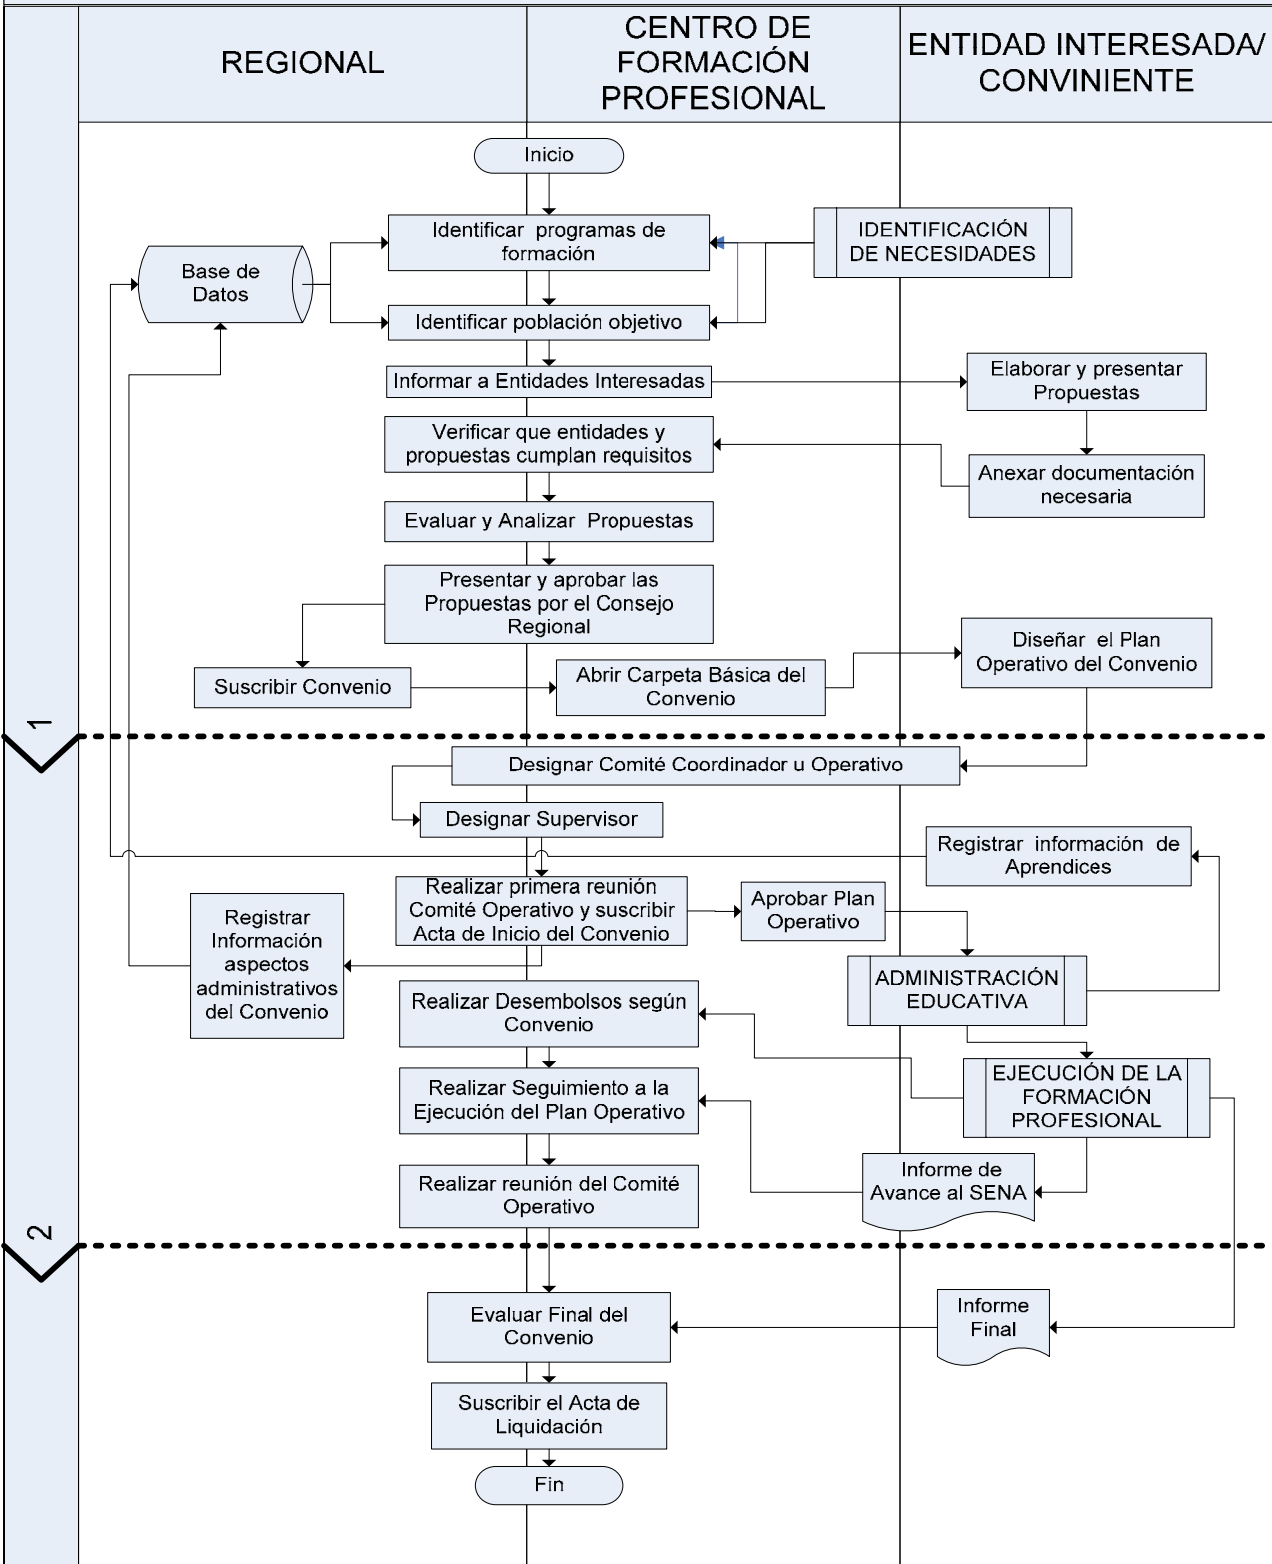 REGIONAL
CENTRO DE
FORMACIÓN
PROFESIONAL
ENTIDAD INTERESADA/
CONVINIENTE
Inicio
Identificar programas de
formación
IDENTIFICACIÓN
DE NECESIDADES
Base de
Datos
Identificar población objetivo
Informar a Entidades Interesadas
Elaborar y presentar
Propuestas
Verificar que entidades y
propuestas cumplan requisitos
Anexar documentación
necesaria
Evaluar y Analizar Propuestas
Presentar y aprobar las
Propuestas por el Consejo
Regional
Suscribir Convenio
Abrir Carpeta Básica del
Convenio
Diseñar el Plan
Operativo del Convenio
1
Designar Comité Coordinador u Operativo
Designar Supervisor
Registrar información de
Aprendices
Realizar primera reunión
Comité Operativo y suscribir
Acta de Inicio del Convenio
Aprobar Plan
Operativo
Registrar
Información
aspectos
administrativos
del Convenio
ADMINISTRACIÓN
EDUCATIVA
Realizar Desembolsos según
Convenio
EJECUCIÓN DE LA
FORMACIÓN
PROFESIONAL
Realizar Seguimiento a la
Ejecución del Plan Operativo
Informe de
Avance al SENA
Realizar reunión del Comité
Operativo
2
Evaluar Final del
Convenio
Informe
Final
Suscribir el Acta de
Liquidación
Fin